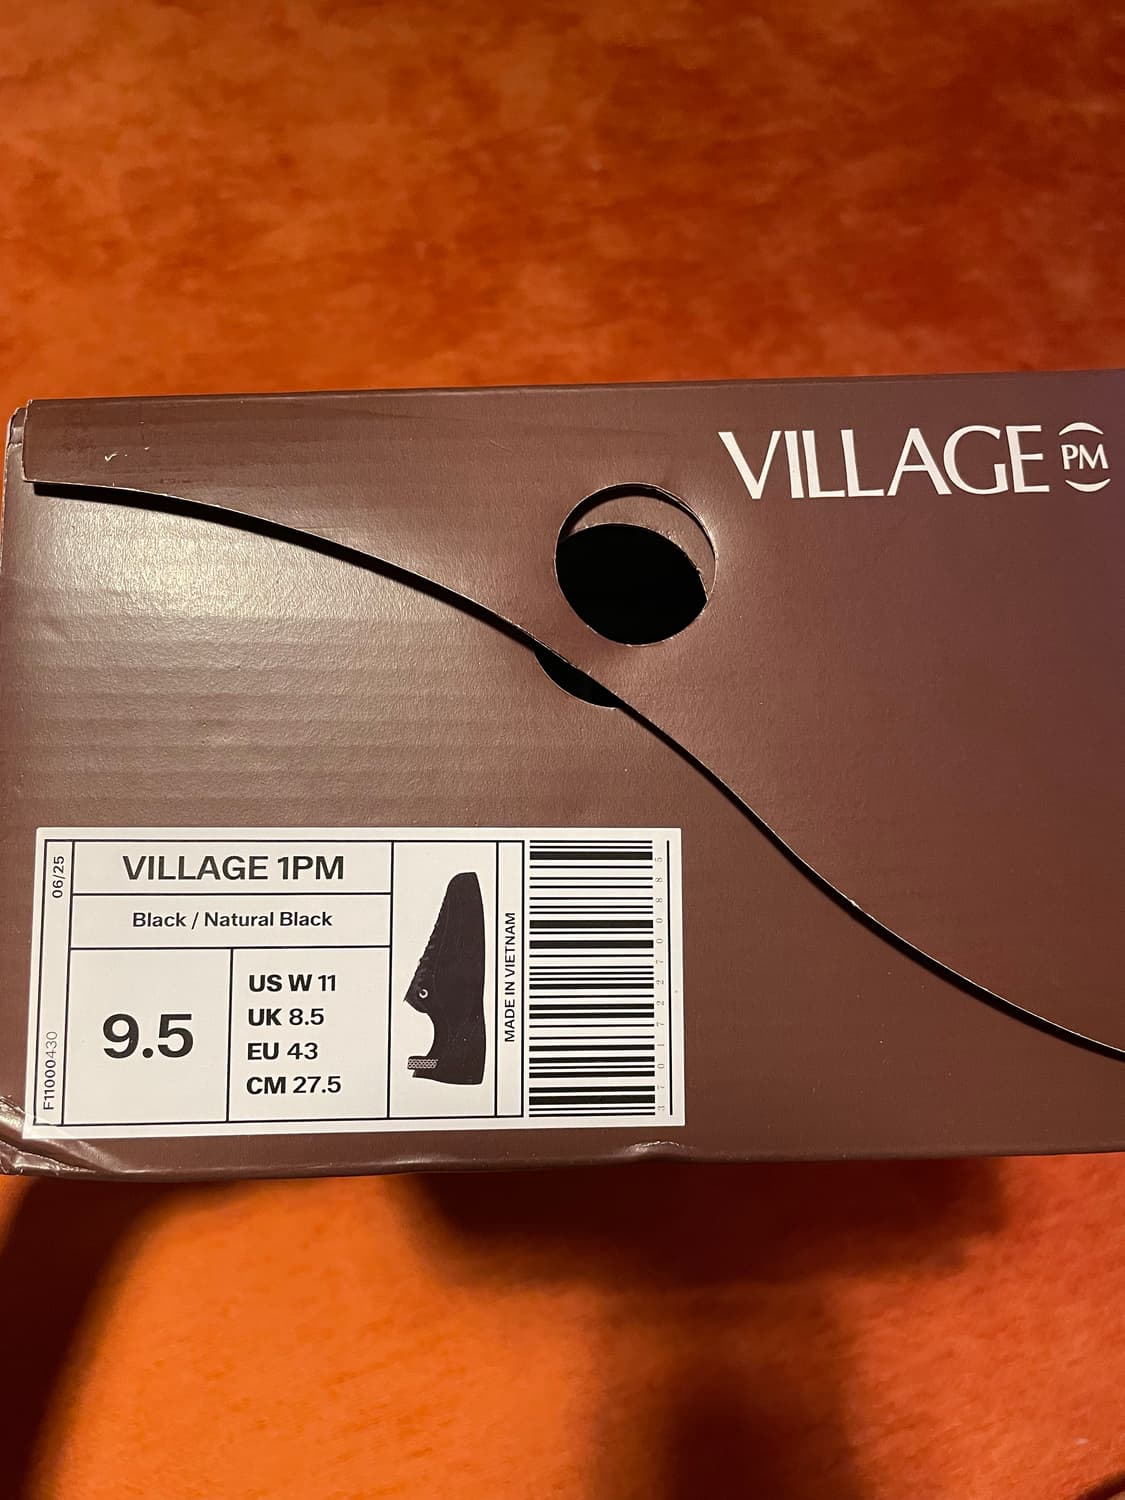 VILLAGE PM
06/25
F11000430
VILLAGE 1PM
Black / Natural Black
9.5
US W 11
UK 8.5
EU 43
CM 27.5
MADE IN VIETNAM
3701722700885